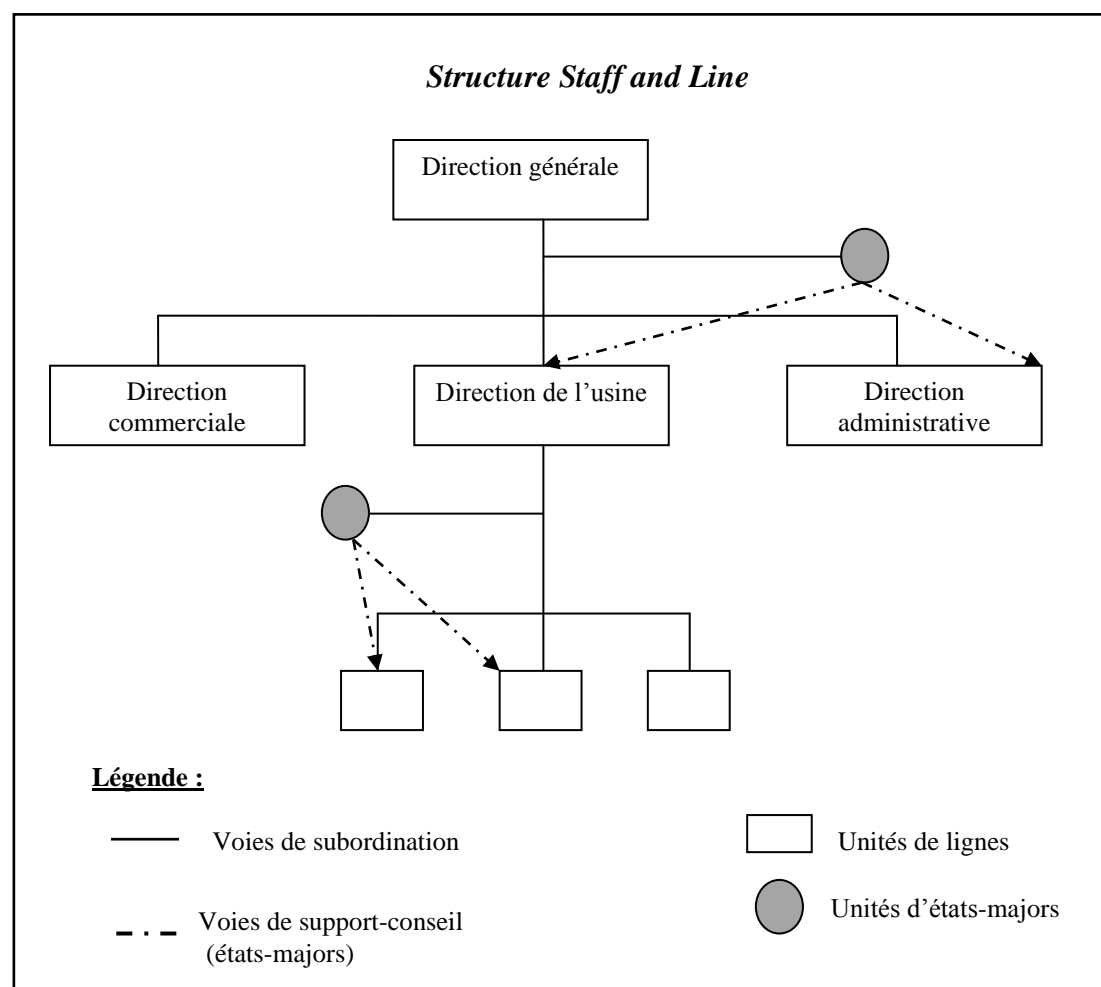 Structure Staff and Line
Direction générale
Direction
commerciale
Direction de l’usine
Direction
administrative
Légende :
Voies de subordination
Unités de lignes
Voies de support-conseil
(états-majors)
Unités d’états-majors